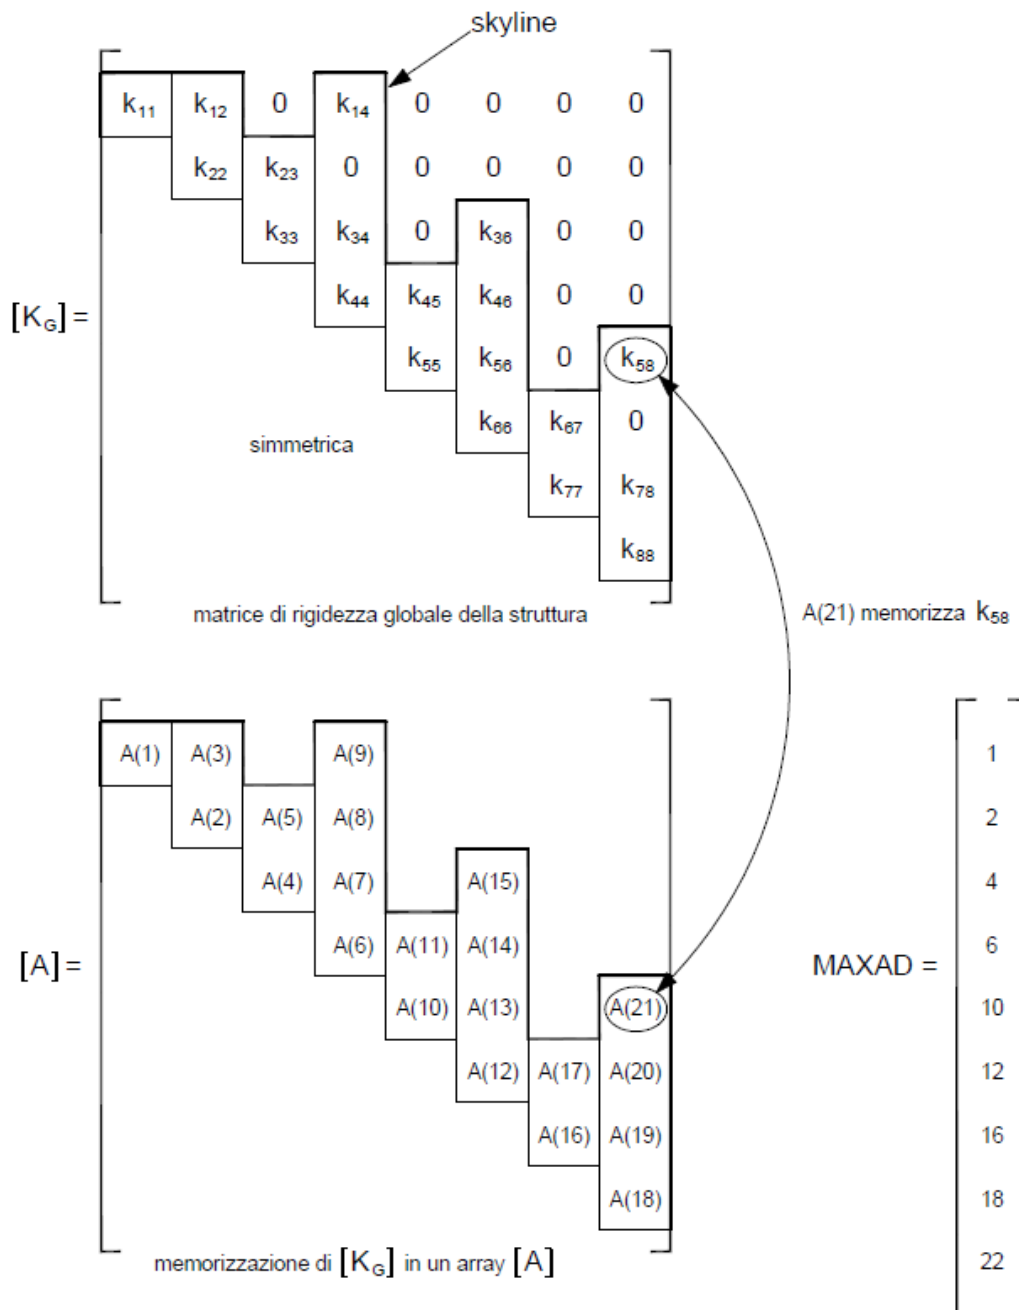 skyline
k11 k12 0 k14 0 0 0 0
k22 k23 0 0 0 0 0
k33 k34 0 k36 0 0
k44 k45 k46 0 0
[KG] =
k55 k56 0 k58
k66 k67 0
simmetrica
k77 k78
k88
matrice di rigidezza globale della struttura
A(21) memorizza k58
A(1) A(3) A(9)
A(2) A(5) A(8)
A(4) A(7) A(15)
A(6) A(11) A(14)
[A] =
A(10) A(13) A(21)
A(12) A(17) A(20)
A(16) A(19)
A(18)
memorizzazione di [KG] in un array [A]
MAXAD =
1
2
4
6
10
12
16
18
22